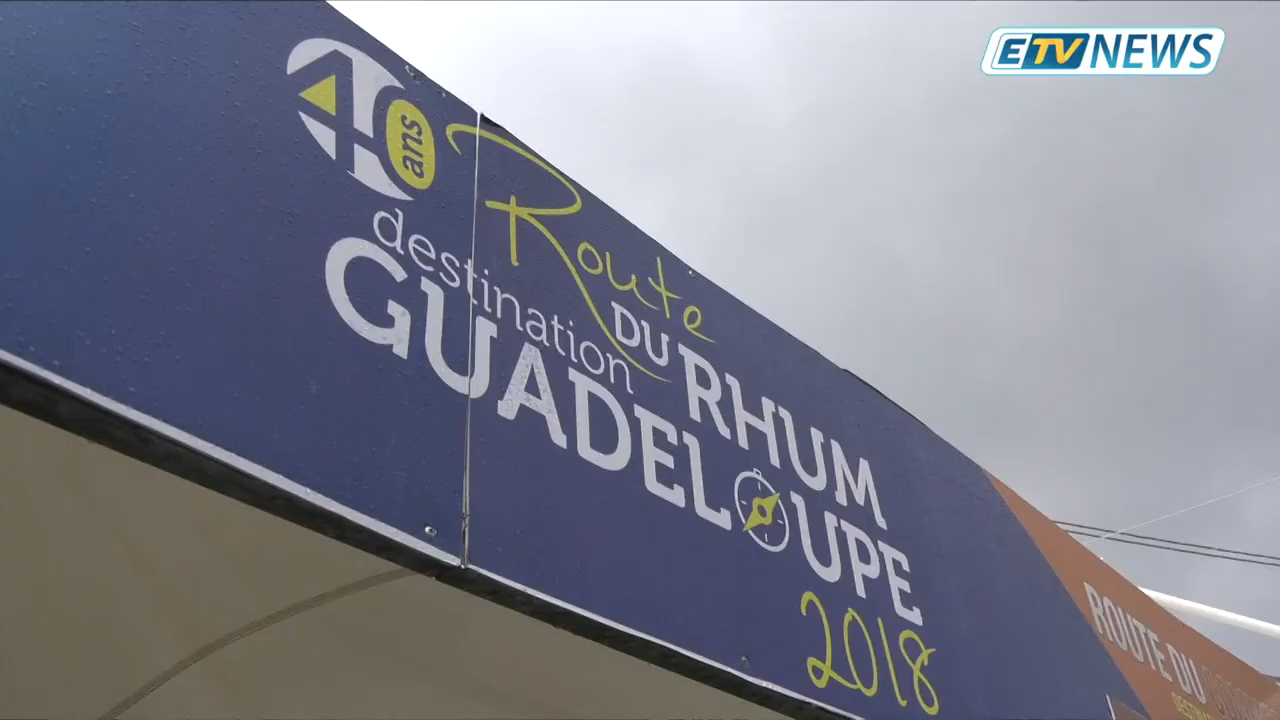 ETV NEWS
40 ans
Route
DU RHUM
destination
GUADELOUPE
2018
ROUTE DU